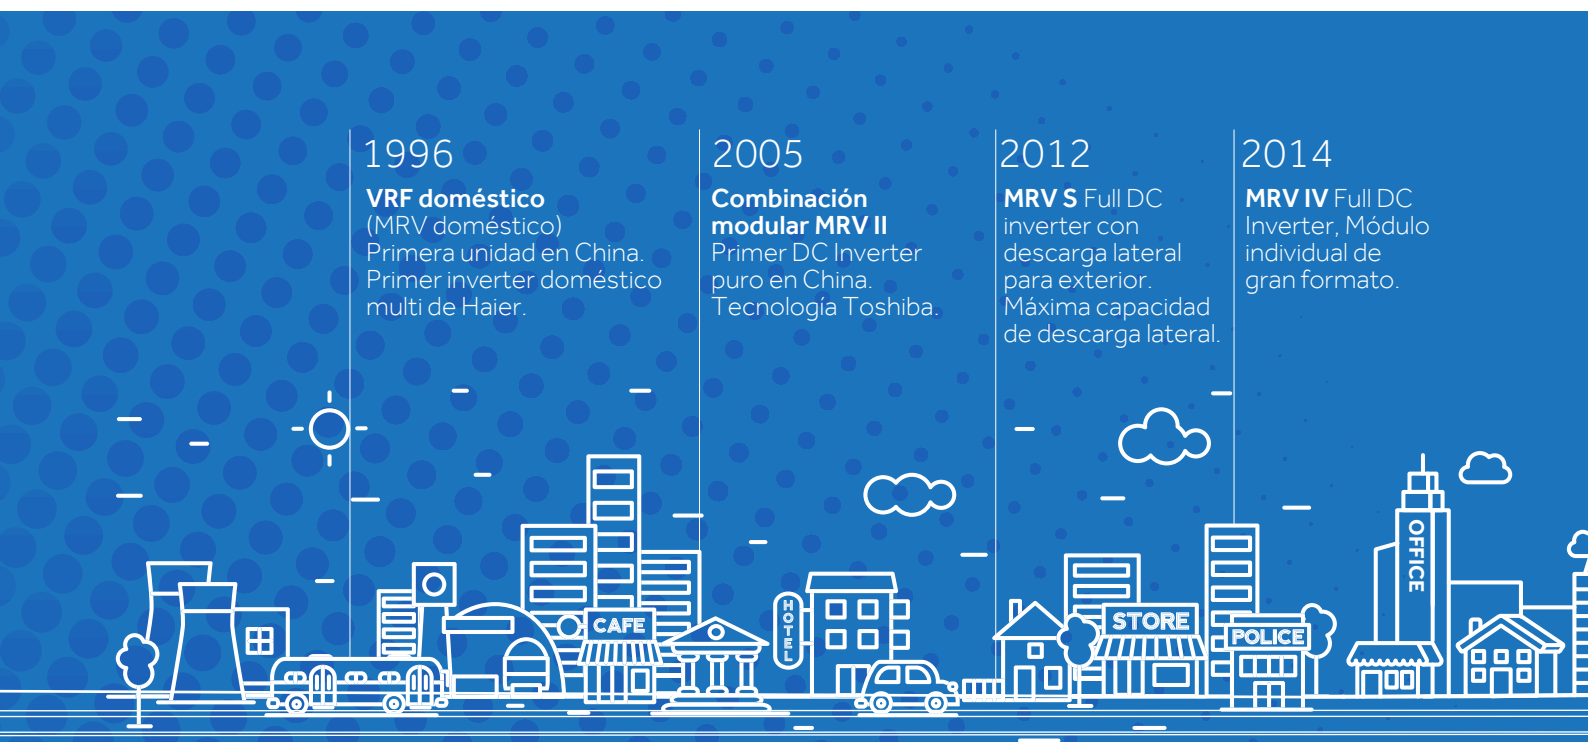 1996
VRF doméstico
(MRV doméstico)
Primera unidad en China.
Primer inverter doméstico
multi de Haier.
2005
Combinación
modular MRV II
Primer DC Inverter
puro en China.
Tecnología Toshiba.
2012
MRV S Full DC
inverter con
descarga lateral
para exterior.
Máxima capacidad
de descarga lateral.
2014
MRV IV Full DC
Inverter, Módulo
individual de
gran formato.
CAFE
HOTEL
STORE
POLICE
OFFICE